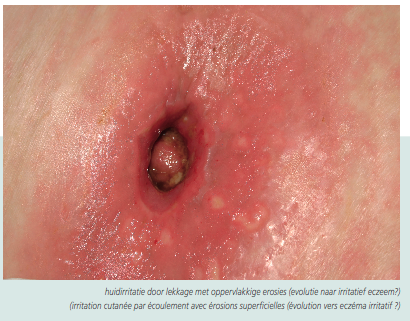 huidirritatie door lekkage met oppervlakkige erosies (evolutie naar irritatief eczeem?)
(irritation cutanée par écoulement avec érosions superficielles (évolution vers eczéma irritatif ?)